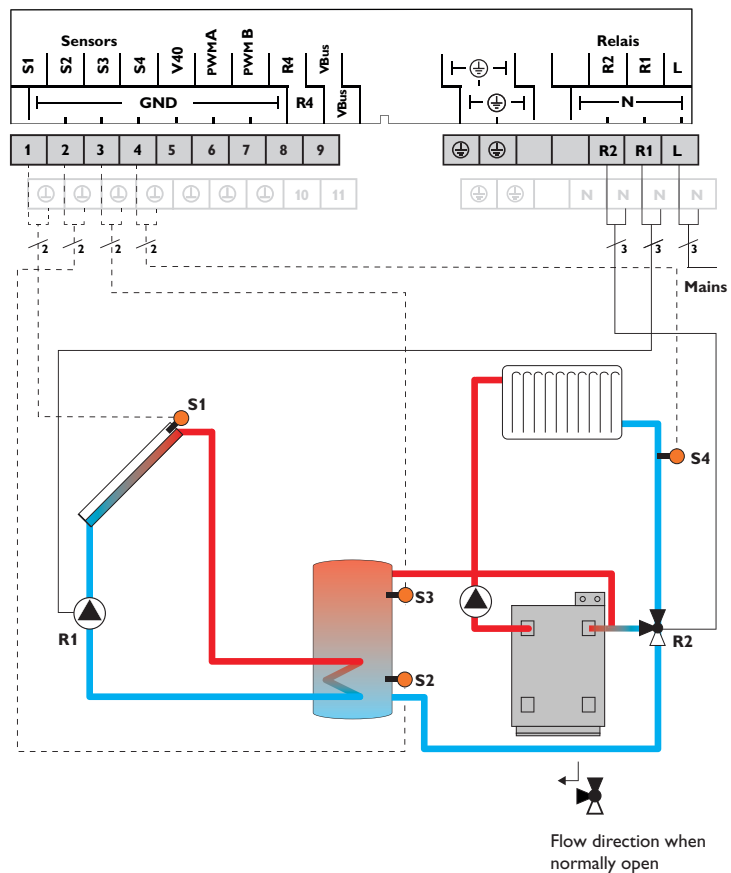 Sensors
Relais
S1 S2 S3 S4 V40 PWM A PWM B R4 VBus
R2 R1 L
GND
R4 VBus
N
1 2 3 4 5 6 7 8 9
R2 R1 L
10 11
N N N N
2 2 2 2
3 3 3
Mains
S1
S4
S3
R1
R2
S2
Flow direction when
normally open